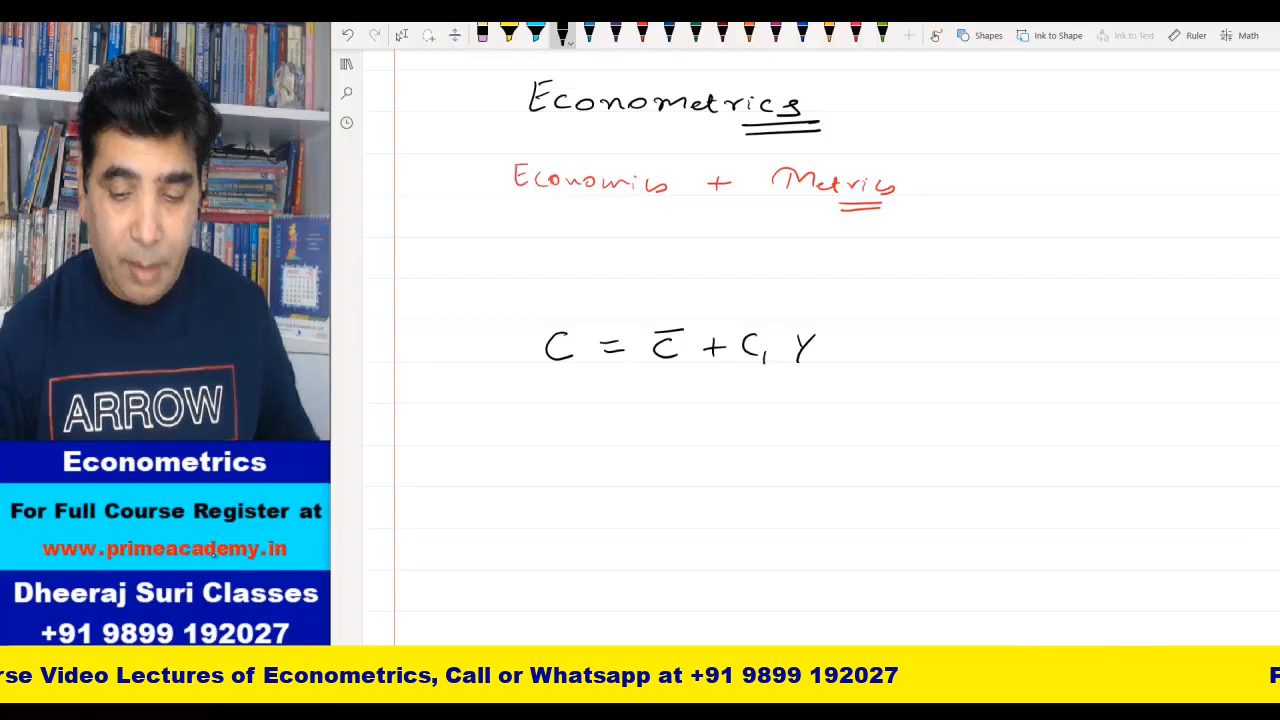 Shapes Ink to Shape Ink to Text Ruler Math
Econometrics
Economics + Metrics
C = C̅ + C₁ Y
ARROW
Econometrics
For Full Course Register at
www.primeacademy.in
Dheeraj Suri Classes
+91 9899 192027
rse Video Lectures of Econometrics, Call or Whatsapp at +91 9899 192027